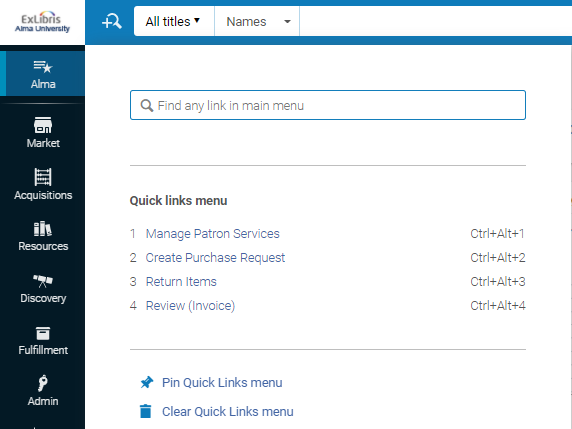 ExLibris
Alma University
All titles
Names
Alma
Market
Acquisitions
Resources
Discovery
Fulfillment
Admin
Find any link in main menu
Quick links menu
1 Manage Patron Services Ctrl+Alt+1
2 Create Purchase Request Ctrl+Alt+2
3 Return Items Ctrl+Alt+3
4 Review (Invoice) Ctrl+Alt+4
Pin Quick Links menu
Clear Quick Links menu